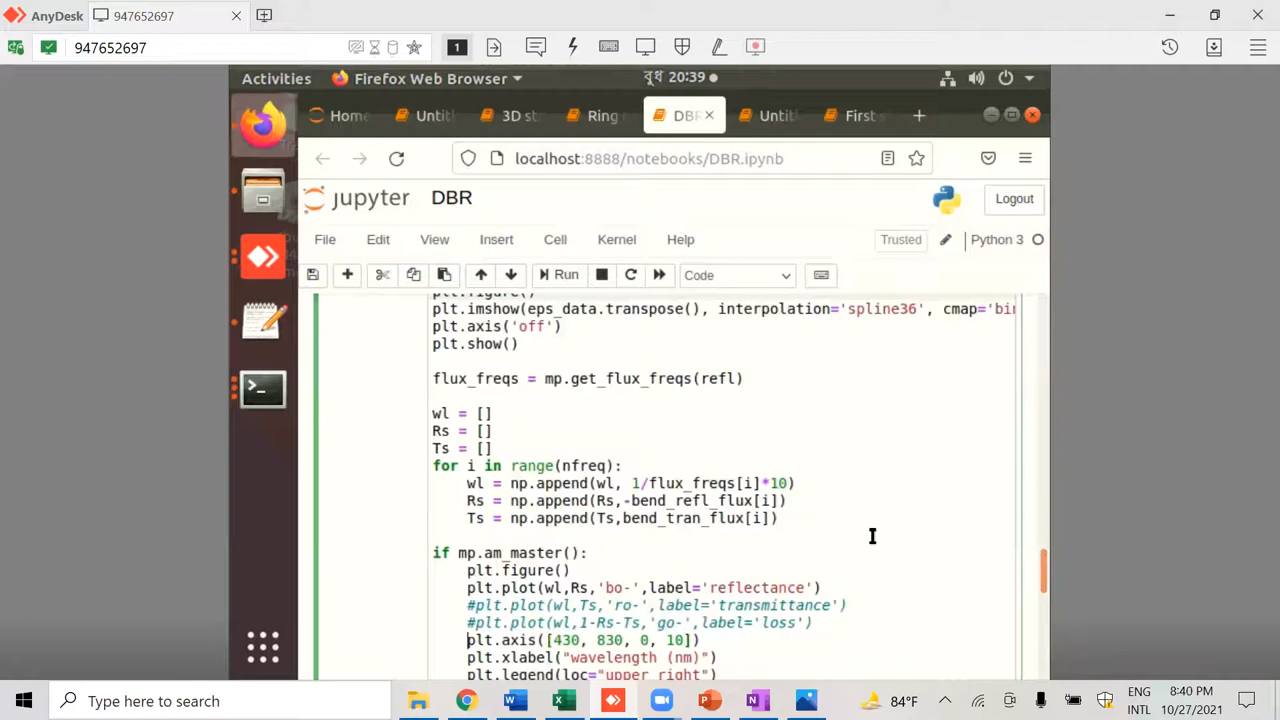 AnyDesk
947652697
947652697
1
Activities
Firefox Web Browser
বুধ 20:39
Home
Untitl
3D st
Ring
DBR
Untitl
First
localhost:8888/notebooks/DBR.ipynb
jupyter DBR
Logout
File Edit View Insert Cell Kernel Help
Trusted
Python 3
Run
Code
plt.figure()
plt.imshow(eps_data.transpose(), interpolation='spline36', cmap='bin
plt.axis('off')
plt.show()
flux_freqs = mp.get_flux_freqs(refl)
wl = []
Rs = []
Ts = []
for i in range(nfreq):
wl = np.append(wl, 1/flux_freqs[i]*10)
Rs = np.append(Rs,-bend_refl_flux[i])
Ts = np.append(Ts,bend_tran_flux[i])
if mp.am_master():
plt.figure()
plt.plot(wl,Rs,'bo-',label='reflectance')
#plt.plot(wl,Ts,'ro-',label='transmittance')
#plt.plot(wl,1-Rs-Ts,'go-',label='loss')
plt.axis([430, 830, 0, 10])
plt.xlabel("wavelength (nm)")
plt.legend(loc="upper right")
Type here to search
84°F
ENG
INTL
8:40 PM
10/27/2021